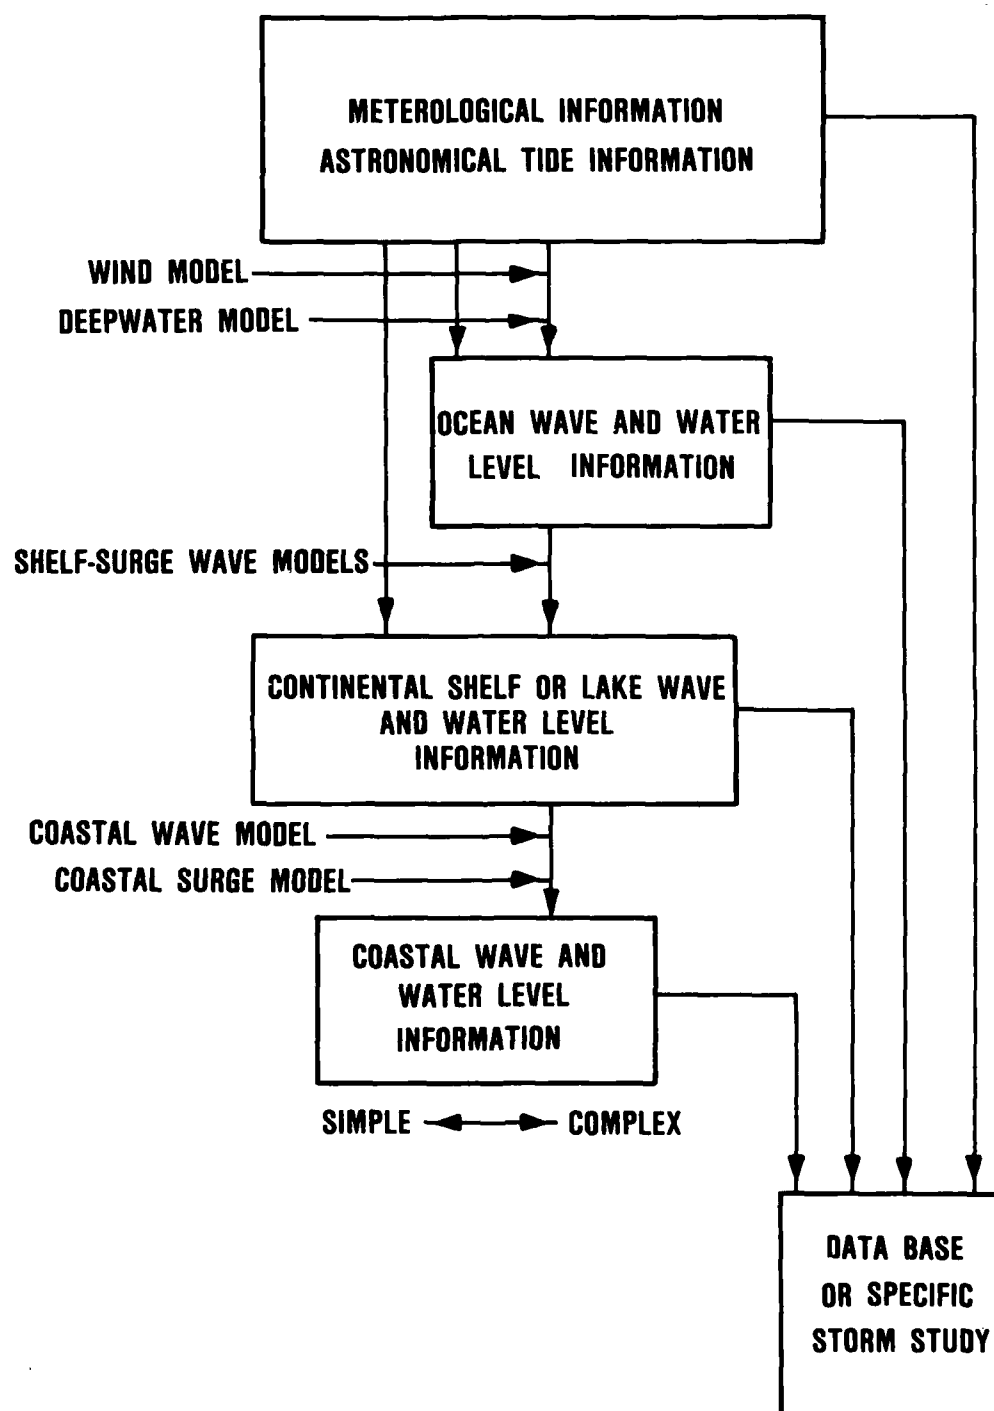 METEROLOGICAL INFORMATION
ASTRONOMICAL TIDE INFORMATION
WIND MODEL
DEEPWATER MODEL
OCEAN WAVE AND WATER
LEVEL INFORMATION
SHELF-SURGE WAVE MODELS
CONTINENTAL SHELF OR LAKE WAVE
AND WATER LEVEL
INFORMATION
COASTAL WAVE MODEL
COASTAL SURGE MODEL
COASTAL WAVE AND
WATER LEVEL
INFORMATION
SIMPLE COMPLEX
DATA BASE
OR SPECIFIC
STORM STUDY